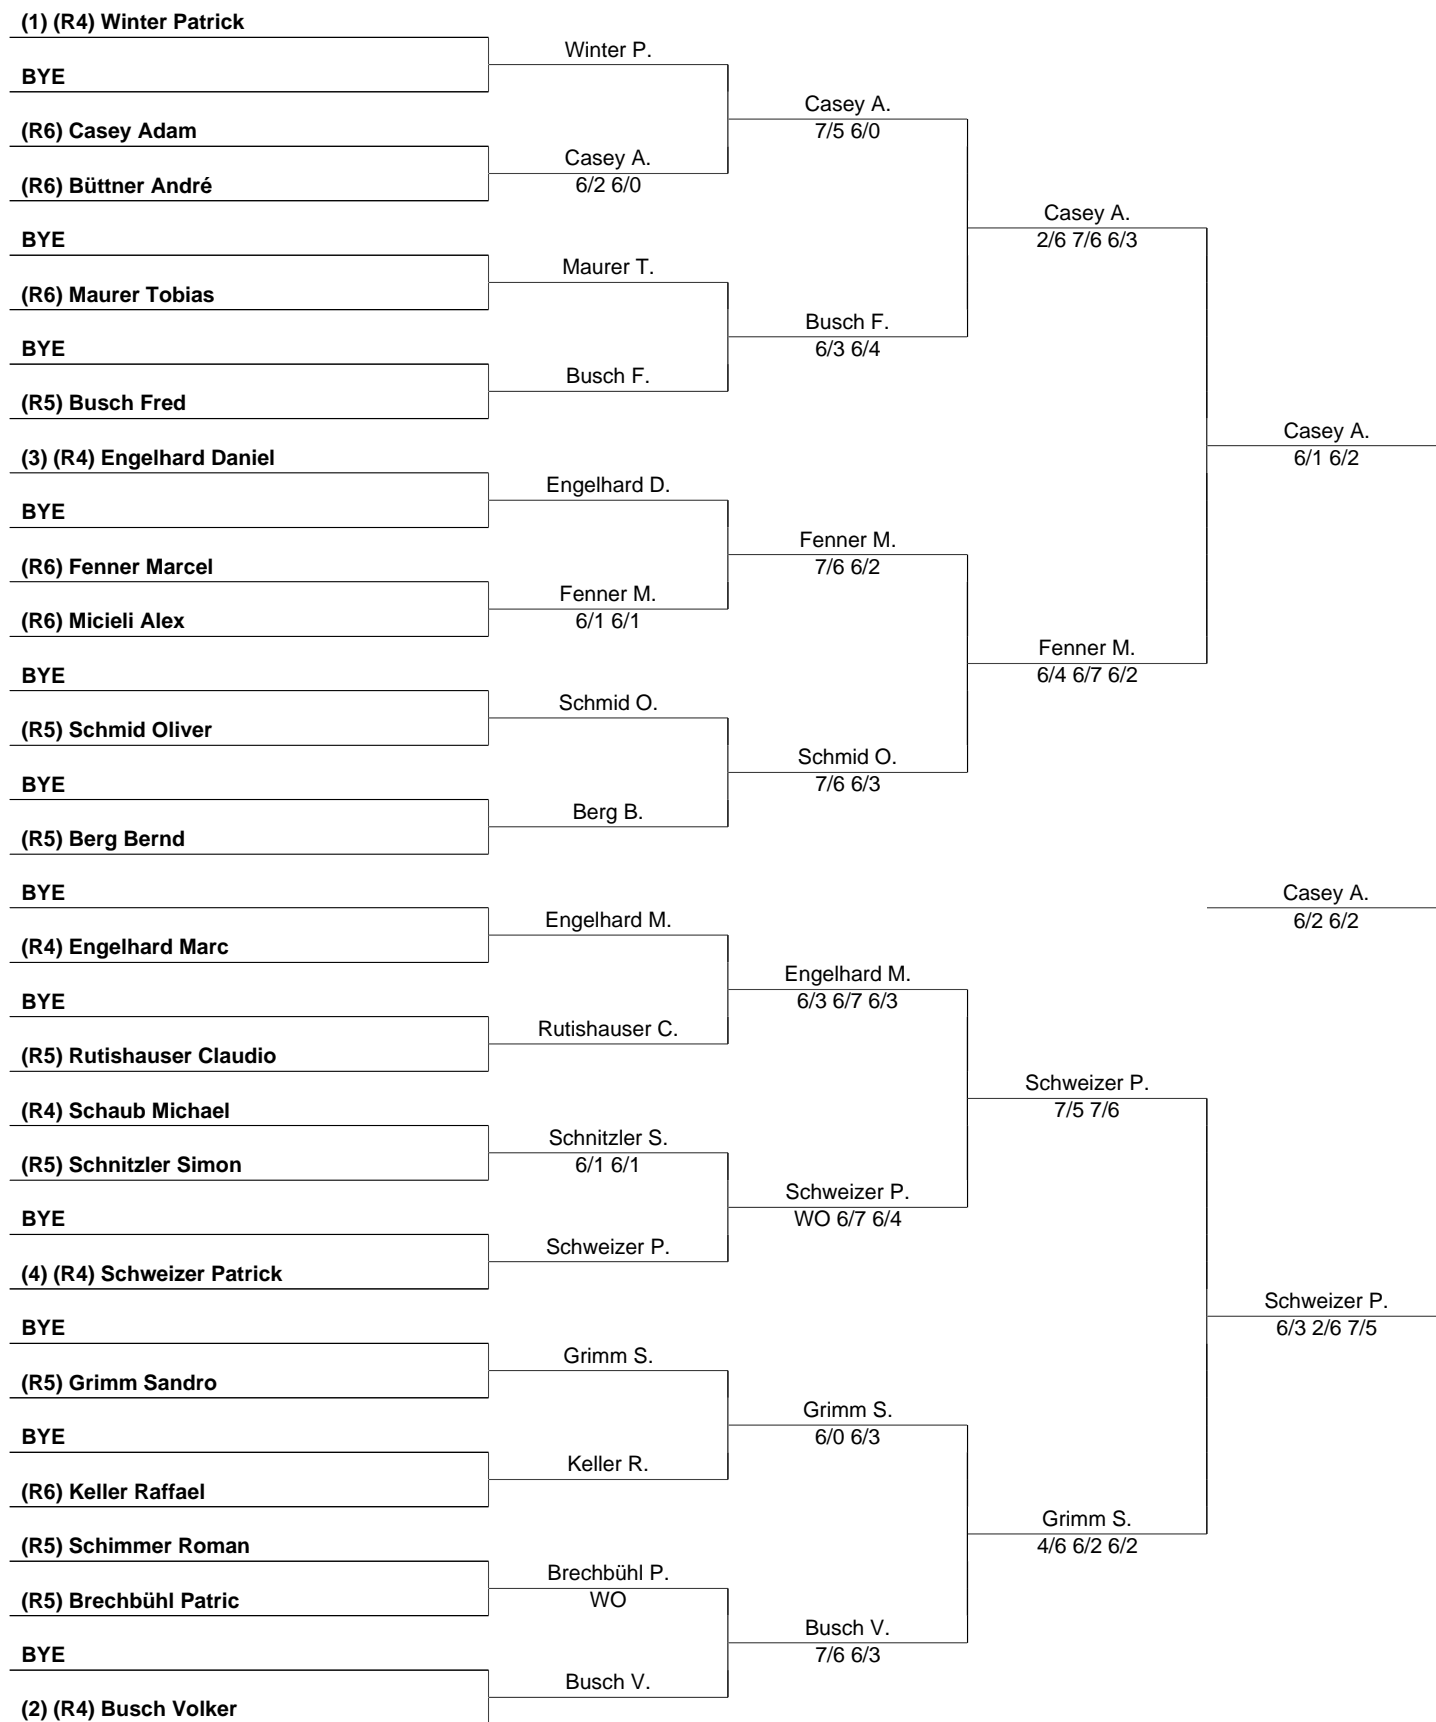 (1) (R4) Winter Patrick
Winter P.
BYE
Casey A.
7/5 6/0
(R6) Casey Adam
Casey A.
6/2 6/0
(R6) Büttner André
Casey A.
2/6 7/6 6/3
BYE
Maurer T.
(R6) Maurer Tobias
Busch F.
6/3 6/4
BYE
Busch F.
(R5) Busch Fred
Casey A.
6/1 6/2
(3) (R4) Engelhard Daniel
Engelhard D.
BYE
Fenner M.
7/6 6/2
(R6) Fenner Marcel
Fenner M.
6/1 6/1
(R6) Micieli Alex
Fenner M.
6/4 6/7 6/2
BYE
Schmid O.
(R5) Schmid Oliver
Schmid O.
7/6 6/3
BYE
Berg B.
(R5) Berg Bernd
BYE
Casey A.
6/2 6/2
Engelhard M.
(R4) Engelhard Marc
Engelhard M.
6/3 6/7 6/3
BYE
Rutishauser C.
(R5) Rutishauser Claudio
Schweizer P.
7/5 7/6
(R4) Schaub Michael
Schnitzler S.
6/1 6/1
(R5) Schnitzler Simon
Schweizer P.
WO 6/7 6/4
BYE
Schweizer P.
(4) (R4) Schweizer Patrick
Schweizer P.
6/3 2/6 7/5
BYE
Grimm S.
(R5) Grimm Sandro
Grimm S.
6/0 6/3
BYE
Keller R.
(R6) Keller Raffael
Grimm S.
4/6 6/2 6/2
(R5) Schimmer Roman
Brechbühl P.
WO
(R5) Brechbühl Patric
Busch V.
7/6 6/3
BYE
Busch V.
(2) (R4) Busch Volker